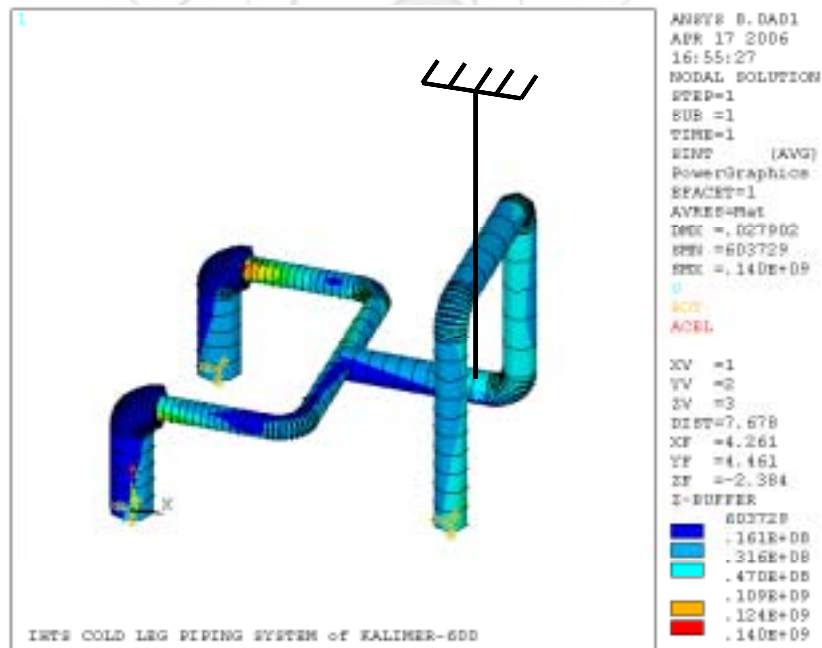 1
ANSYS 8.0A01
APR 17 2006
16:55:27
NODAL SOLUTION
STEP=1
SUB =1
TIME=1
SINT (AVG)
PowerGraphics
EFACET=1
AVRES=Mat
DMX =.027902
SMN =603729
SMX =.140E+09
U
ROT
ACEL
XV =1
YV =2
ZV =3
DIST=7.678
XF =4.261
YF =4.461
ZF =-2.384
Z-BUFFER
603729
.161E+08
.316E+08
.470E+08
.109E+09
.124E+09
.140E+09
X
IHTS COLD LEG PIPING SYSTEM of KALIMER-600